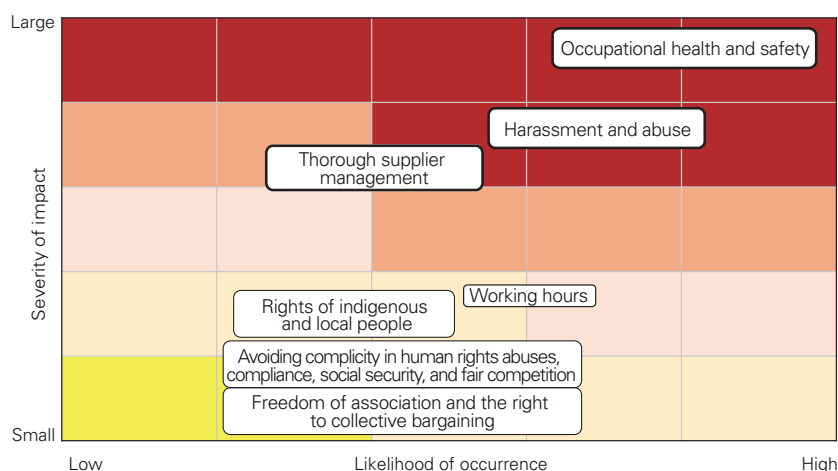 Large
Occupational health and safety
Harassment and abuse
Thorough supplier
management
Severity of impact
Working hours
Rights of indigenous
and local people
Avoiding complicity in human rights abuses,
compliance, social security, and fair competition
Freedom of association and the right
to collective bargaining
Small
Low
Likelihood of occurrence
High